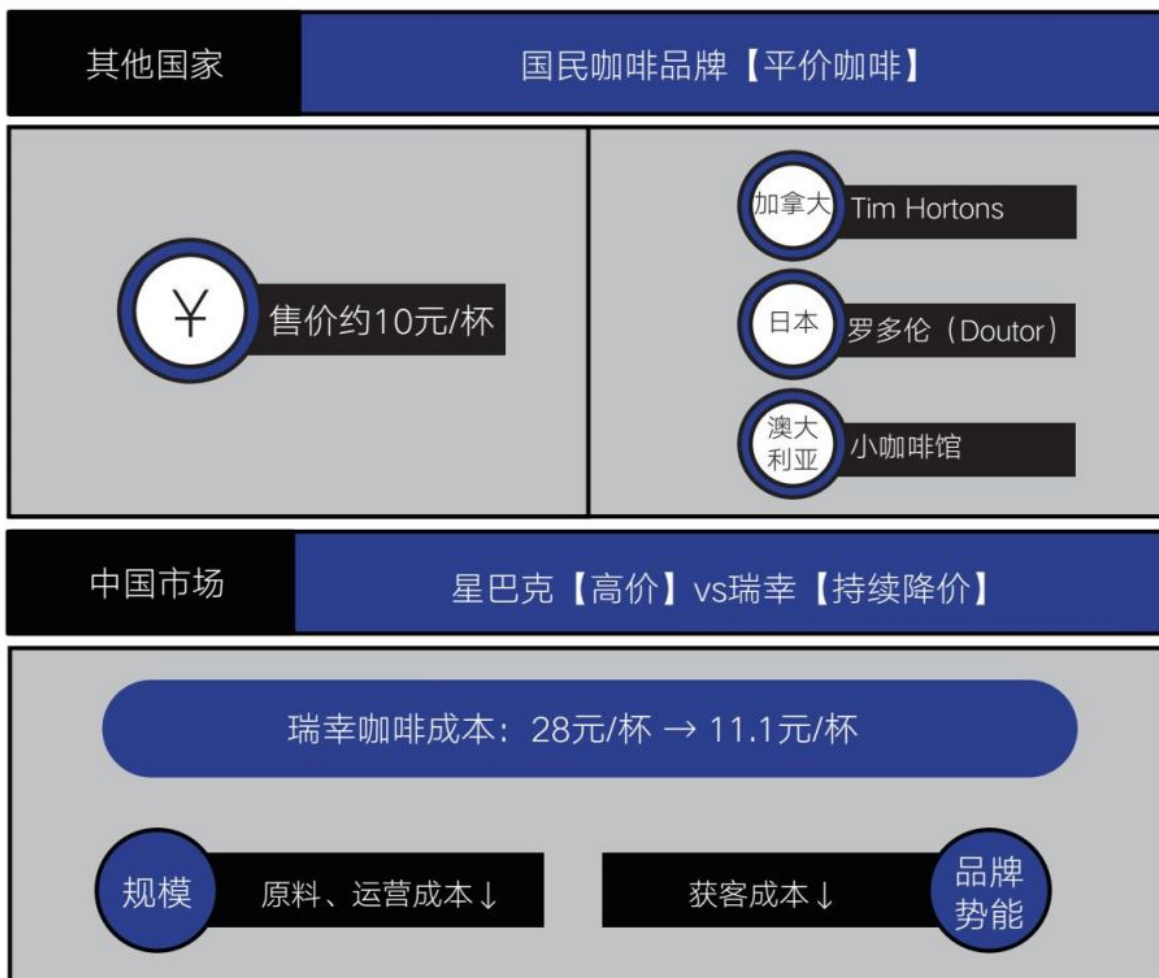 其他国家
国民咖啡品牌【平价咖啡】
¥
售价约10元/杯
加拿大
Tim Hortons
日本
罗多伦（Doutor）
澳大
利亚
小咖啡馆
中国市场
星巴克【高价】vs瑞幸【持续降价】
瑞幸咖啡成本：28元/杯 → 11.1元/杯
规模
原料、运营成本↓
获客成本↓
品牌
势能